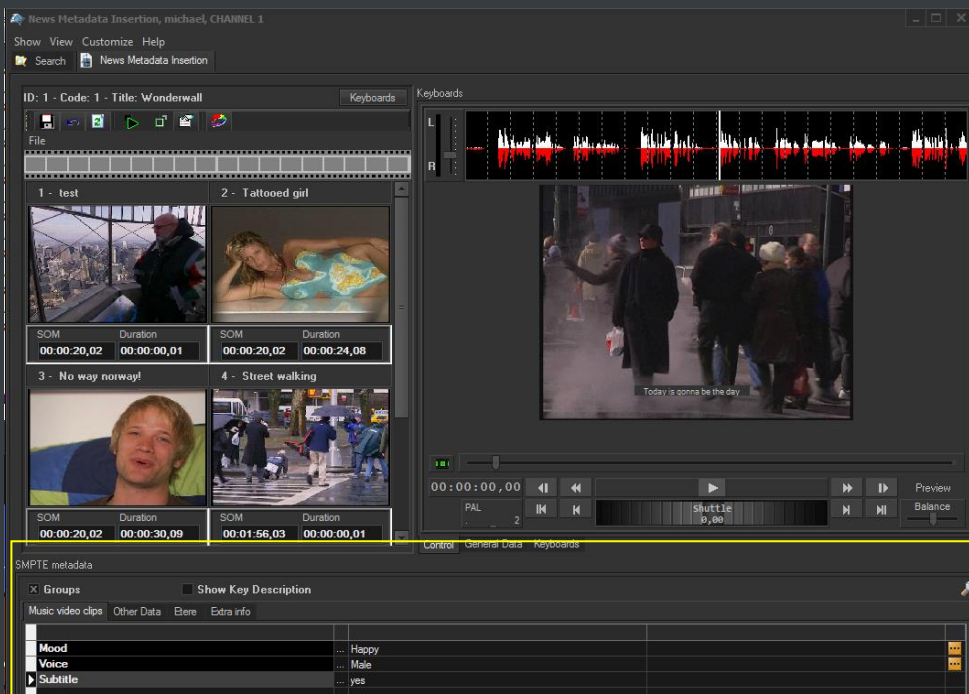 News Metadata Insertion, michael, CHANNEL 1
Show View Customize Help
Search News Metadata Insertion
ID: 1 - Code: 1 - Title: Wonderwall Keyboards
File
1 - test 2 - Tattooed girl
SOM Duration SOM Duration
00:00:20,02 00:00:00,01 00:00:20,02 00:00:24,08
3 - No way norway! 4 - Street walking
SOM Duration SOM Duration
00:00:20,02 00:00:30,09 00:01:56,03 00:00:00,01
Keyboards
L
R
Today is gonna be the day
00:00:00,00 Preview
PAL Shuttle Balance
. _ 2 0,00
Control General Data Keyboards
SMPTE metadata
x Groups Show Key Description
Music video clips Other Data Etere Extra info
Mood ... Happy ...
Voice ... Male ...
Subtitle ... yes